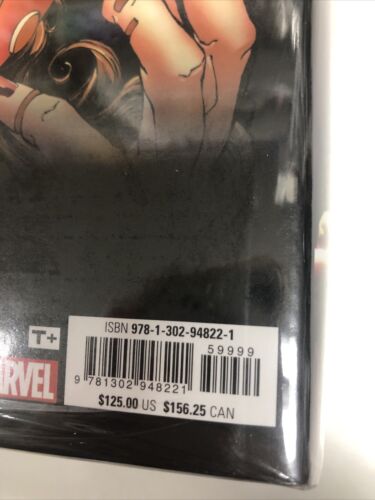 ISBN 978-1-302-94822-1
59999
9 781302 948221
$125.00 US $156.25 CAN
T+
MARVEL